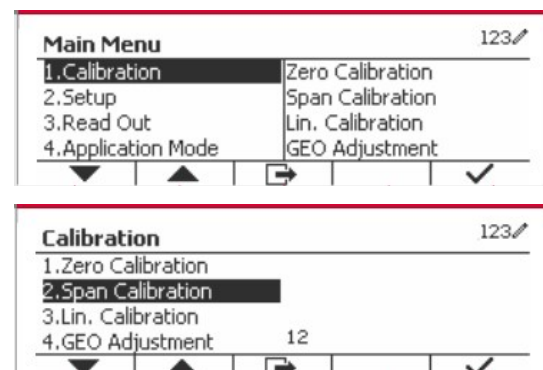 Main Menu 123
1.Calibration Zero Calibration
2.Setup Span Calibration
3.Read Out Lin. Calibration
4.Application Mode GEO Adjustment
Calibration 123
1.Zero Calibration
2.Span Calibration
3.Lin. Calibration
4.GEO Adjustment 12